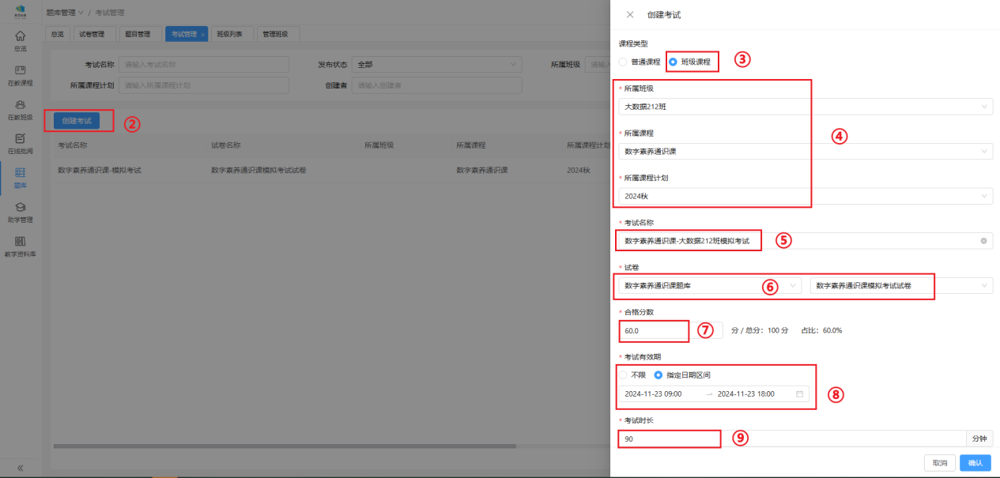 题库管理 / 考试管理
总览 试卷管理 题目管理 考试管理 × 班级列表 管理班级
总览
在教课程
在教班级
在线批阅
题库
助学管理
教学资料库
考试名称 请输入考试名称 发布状态 全部 所属班级 请输入
所属课程计划 请输入所属课程计划 创建者 请输入创建者
创建考试 ②
考试名称 试卷名称 所属班级 所属课程 所属课程计划
数字素养通识课-模拟考试 数字素养通识课模拟考试试卷 数字素养通识课 2024秋
创建考试
课程类型
普通课程 班级课程 ③
* 所属班级
大数据212班
* 所属课程
④
数字素养通识课
* 所属课程计划
2024秋
* 考试名称
数字素养通识课-大数据212班模拟考试 ⑤
* 试卷
数字素养通识课题库 ⑥ 数字素养通识课模拟考试试卷
* 合格分数
60.0 ⑦ 分 / 总分：100 分 占比：60.0%
* 考试有效期
不限 指定日期区间
2024-11-23 09:00 → 2024-11-23 18:00 ⑧
* 考试时长
90 ⑨ 分钟
取消 确认